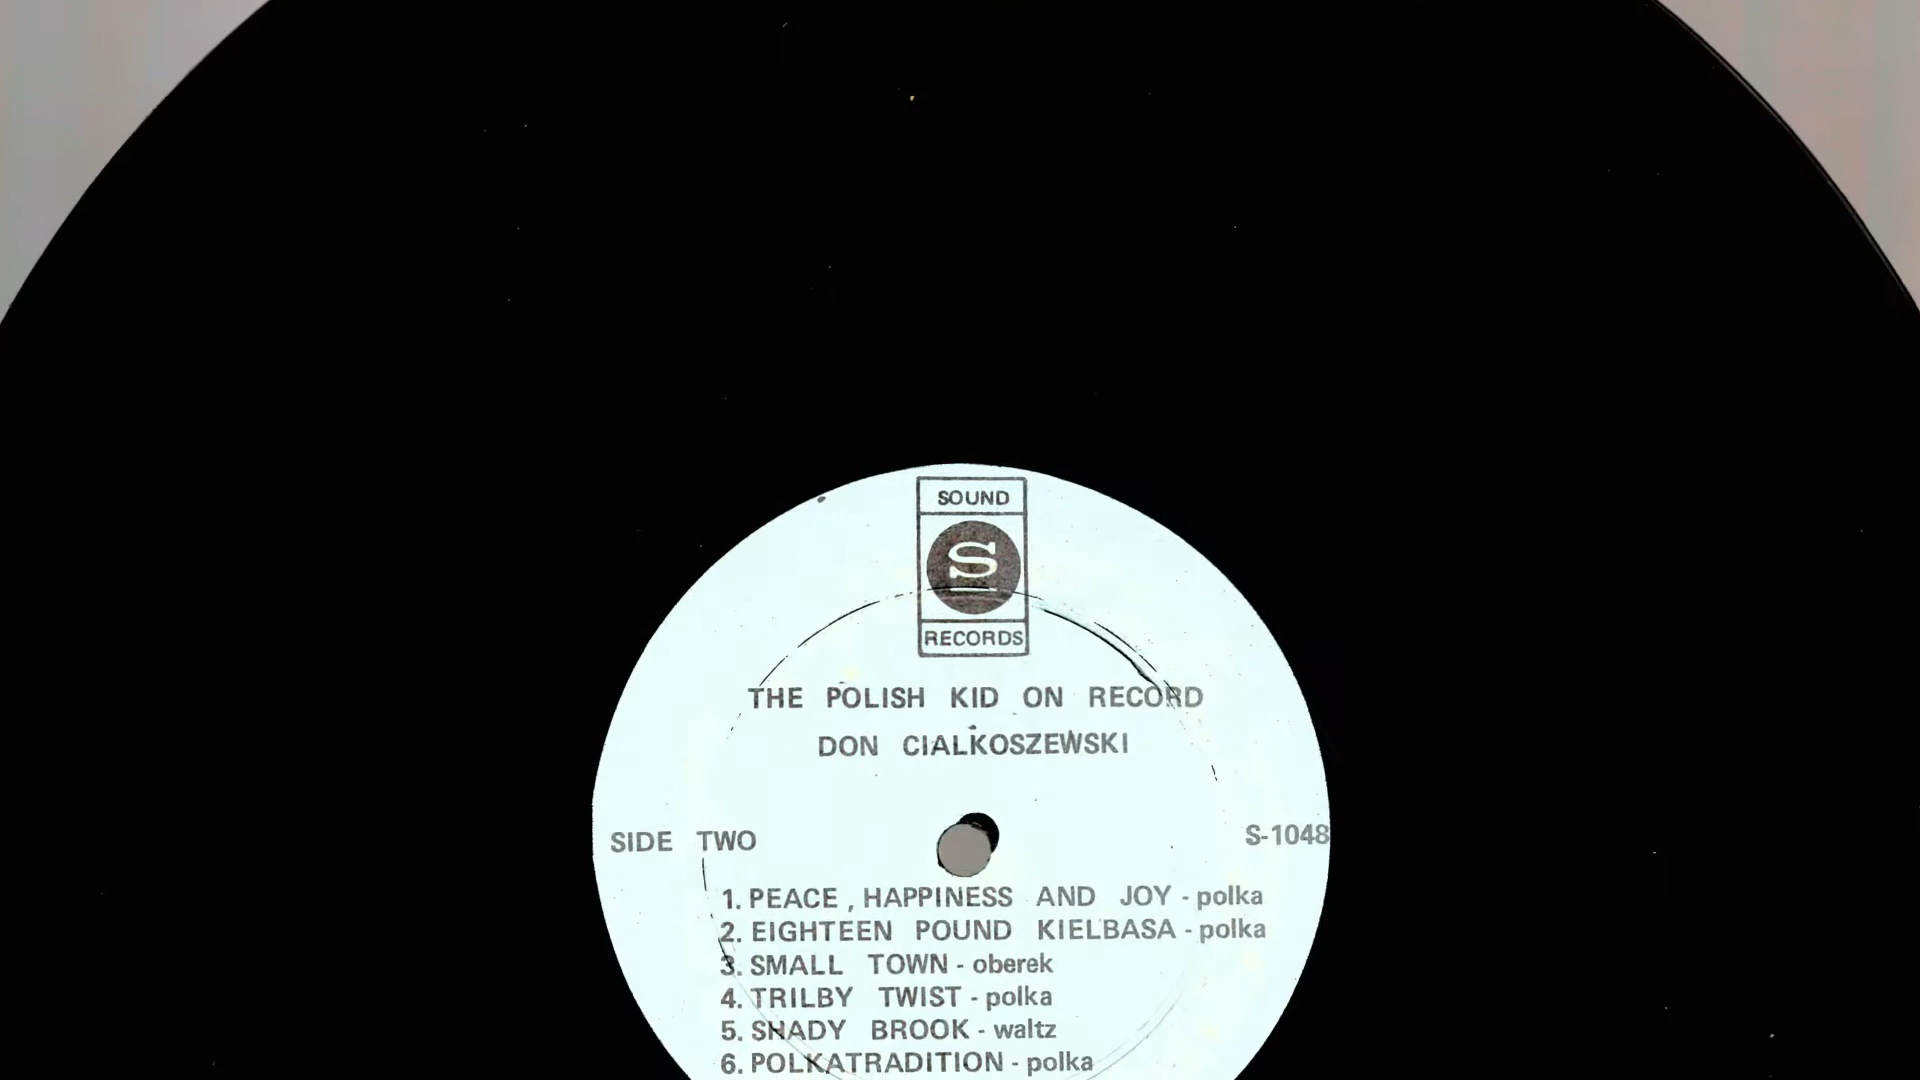 SOUND
S
RECORDS
THE POLISH KID ON RECORD
DON CIALKOSZEWSKI
SIDE TWO
S-1048
1. PEACE, HAPPINESS AND JOY - polka
2. EIGHTEEN POUND KIELBASA - polka
3. SMALL TOWN - oberek
4. TRILBY TWIST - polka
5. SHADY BROOK - waltz
6. POLKATRADITION - polka